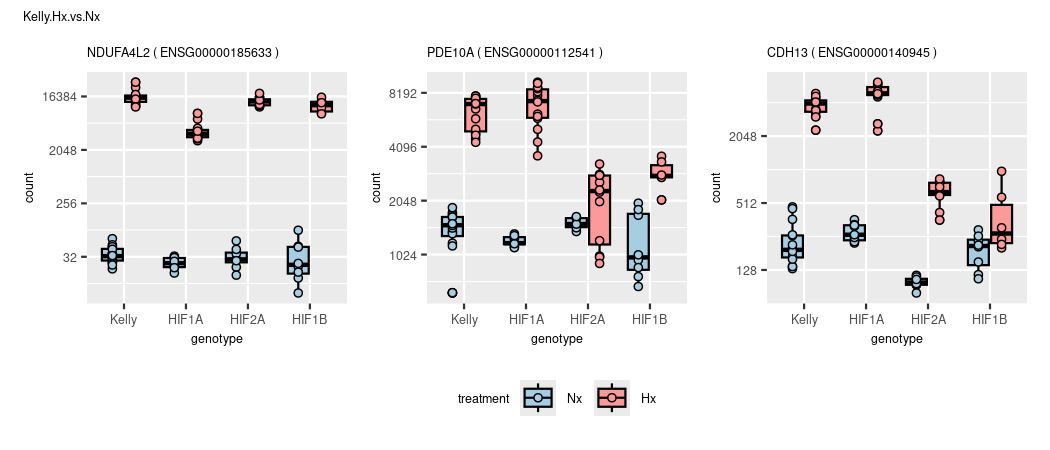 Kelly.Hx.vs.Nx
NDUFA4L2 ( ENSG00000185633 )
16384
2048
256
32
count
Kelly HIF1A HIF2A HIF1B
genotype
PDE10A ( ENSG00000112541 )
8192
4096
2048
1024
count
Kelly HIF1A HIF2A HIF1B
genotype
CDH13 ( ENSG00000140945 )
2048
512
128
count
Kelly HIF1A HIF2A HIF1B
genotype
treatment Nx Hx